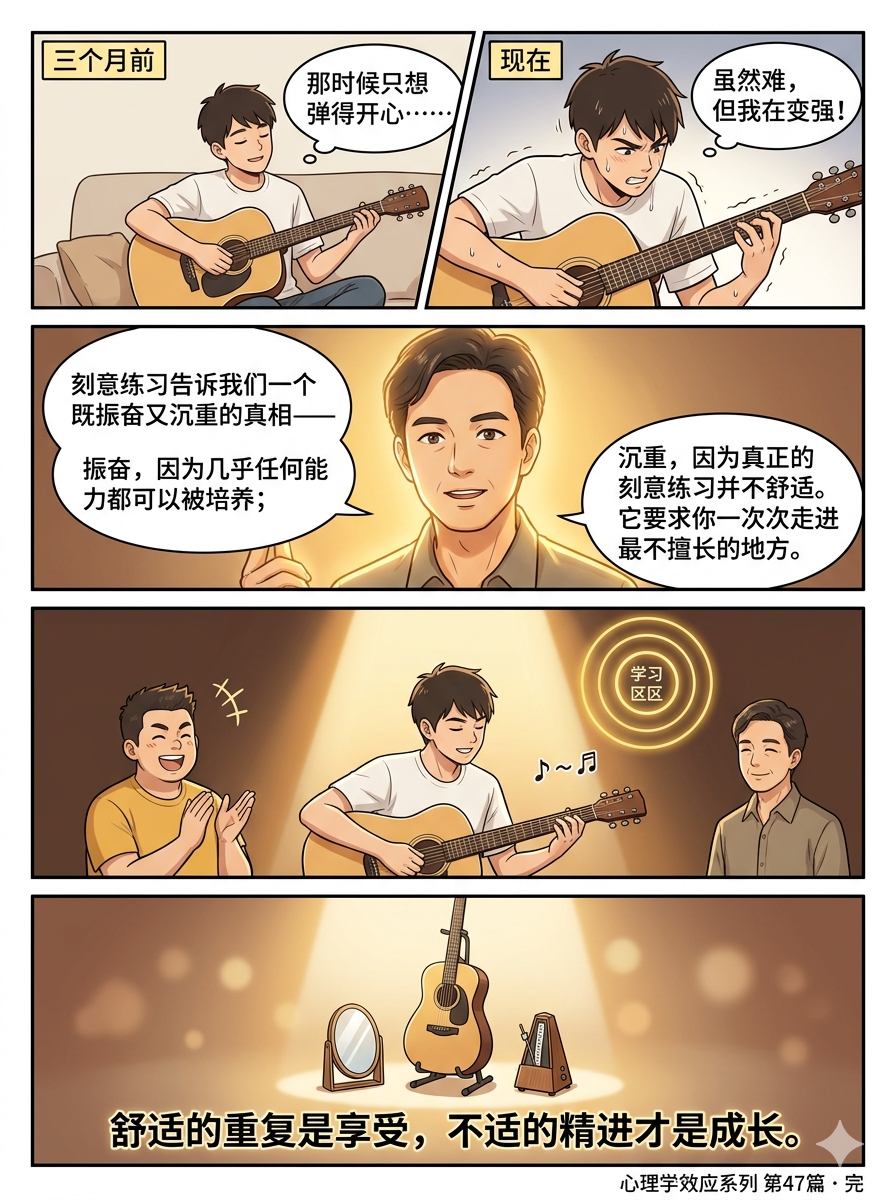 三个月前
那时候只想
弹得开心……
现在
虽然难，
但我在变强！
刻意练习告诉我们一个
既振奋又沉重的真相——
振奋，因为几乎任何能
力都可以被培养；
沉重，因为真正的
刻意练习并不舒适。
它要求你一次次走进
最不擅长的地方。
学习
区区
舒适的重复是享受，不适的精进才是成长。
心理学效应系列 第47篇·完